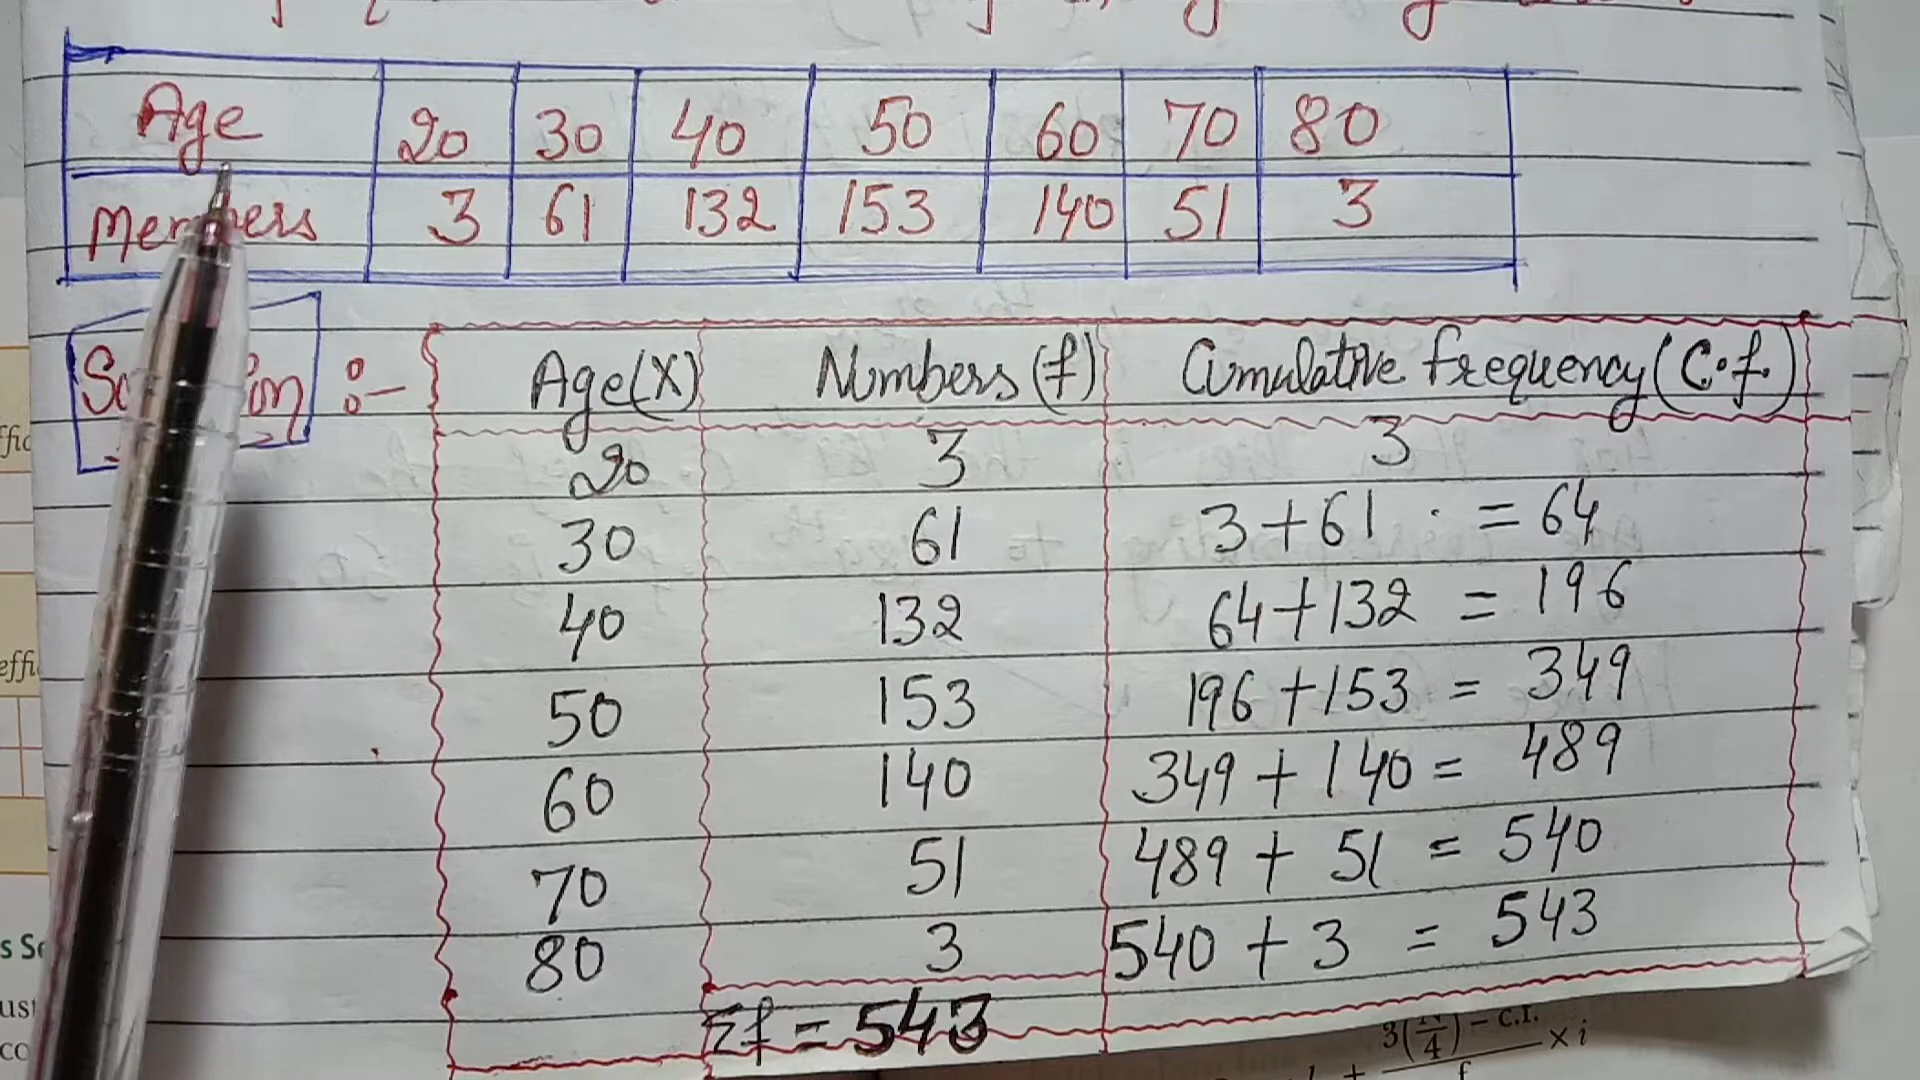 Age 20 30 40 50 60 70 80
Members 3 61 132 153 140 51 3
:-
Age(X) Numbers (f) Cumulative frequency (C.f.)
20 3 3
30 61 3+61 = 64
40 132 64+132 = 196
50 153 196+153 = 349
60 140 349 + 140 = 489
70 51 489 + 51 = 540
80 3 540 + 3 = 543
Σf = 543
3(N/4) - c.f. × i